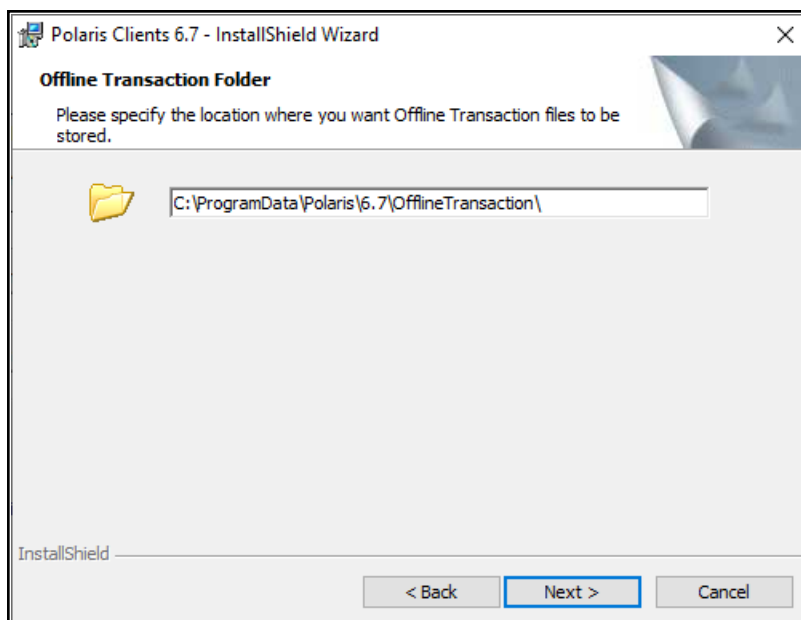 Polaris Clients 6.7 - InstallShield Wizard
Offline Transaction Folder
Please specify the location where you want Offline Transaction files to be
stored.
C:\ProgramData\Polaris\6.7\OfflineTransaction\
InstallShield
< Back
Next >
Cancel